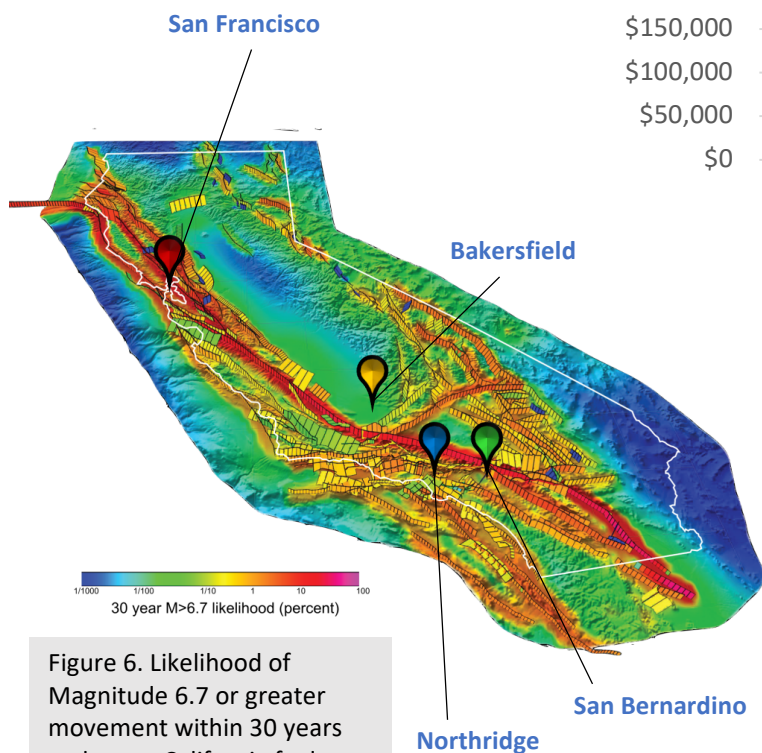 San Francisco
$150,000
$100,000
$50,000
$0
Bakersfield
1/1000 1/100 1/10 1 10 100
30 year M>6.7 likelihood (percent)
Figure 6. Likelihood of
Magnitude 6.7 or greater
movement within 30 years
San Bernardino
Northridge